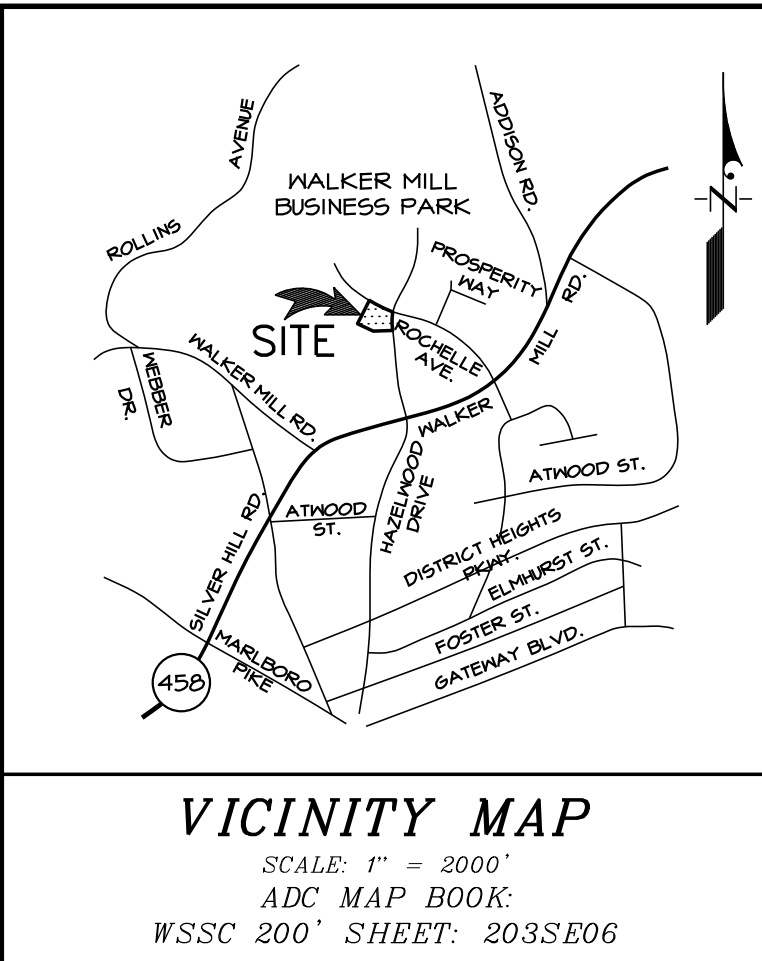 AVENUE
ROLLINS
ADDISON RD.
WALKER MILL
BUSINESS PARK
PROSPERITY
WAY
N
SITE
ROCHELLE
AVE.
MILL RD.
WALKER
WALKER MILL RD.
WEBBER
DR.
HAZELWOOD
DRIVE
ATWOOD ST.
ATWOOD
ST.
SILVER HILL RD.
DISTRICT HEIGHTS
PKWY.
ELMHURST ST.
FOSTER ST.
GATEWAY BLVD.
MARLBORO
PIKE
458
VICINITY MAP
SCALE: 1" = 2000'
ADC MAP BOOK:
WSSC 200' SHEET: 203SE06